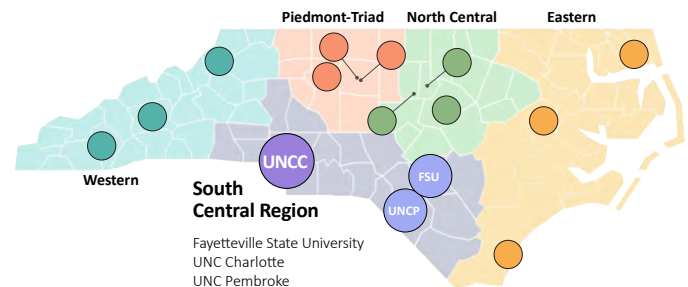 Piedmont-Triad
North Central
Eastern
Western
UNCC
FSU
UNCP
South
Central Region
Fayetteville State University
UNC Charlotte
UNC Pembroke